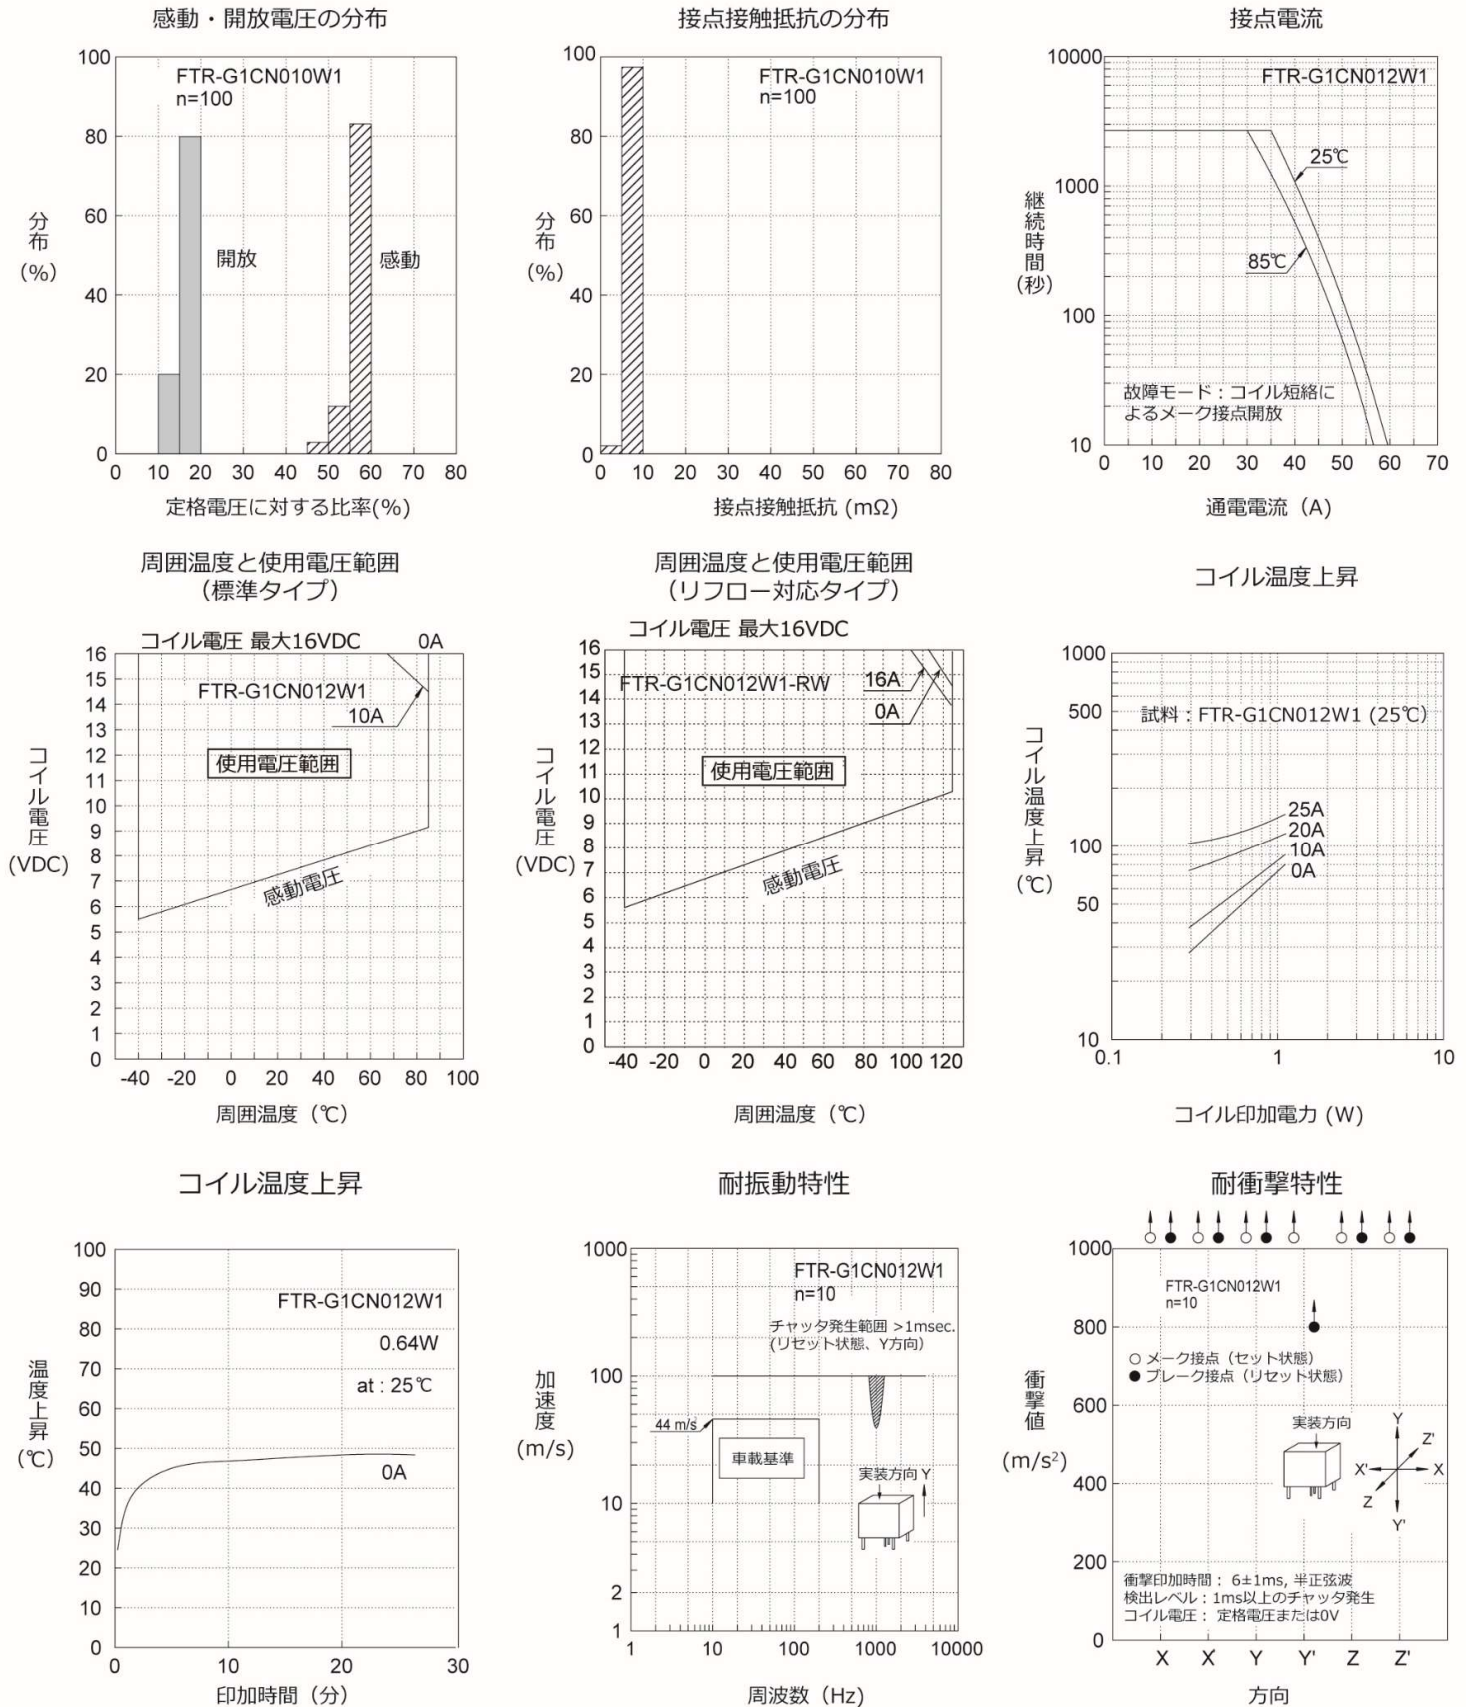 感動・開放電圧の分布
100
80
60
40
20
0
FTR-G1CN010W1
n=100
開放
感動
分布
(%)
0 10 20 30 40 50 60 70 80
定格電圧に対する比率(%)
接点接触抵抗の分布
100
80
60
40
20
0
FTR-G1CN010W1
n=100
分布
(%)
0 10 20 30 40 50 60 70 80
接点接触抵抗 (mΩ)
接点電流
10000
1000
100
10
FTR-G1CN012W1
25℃
85℃
継続時間
(秒)
故障モード：コイル短絡に
よるメーク接点開放
0 10 20 30 40 50 60 70
通電電流（A）
周囲温度と使用電圧範囲
（標準タイプ）
コイル電圧 最大16VDC 0A
16
15
14
13
12
11
10
9
8
7
6
5
4
3
2
1
0
FTR-G1CN012W1
10A
使用電圧範囲
感動電圧
コイル電圧
(VDC)
-40 -20 0 20 40 60 80 100
周囲温度（℃）
周囲温度と使用電圧範囲
（リフロー対応タイプ）
コイル電圧 最大16VDC
16
15
14
13
12
11
10
9
8
7
6
5
4
3
2
1
0
FTR-G1CN012W1-RW
16A
0A
使用電圧範囲
感動電圧
コイル電圧
(VDC)
-40 -20 0 20 40 60 80 100 120
周囲温度（℃）
コイル温度上昇
1000
500
100
50
10
試料：FTR-G1CN012W1 (25℃)
25A
20A
10A
0A
コイル温度上昇
(℃)
0.1 1 10
コイル印加電力 (W)
コイル温度上昇
100
90
80
70
60
50
40
30
20
10
0
FTR-G1CN012W1
0.64W
at : 25℃
0A
温度上昇
(℃)
0 10 20 30
印加時間（分）
耐振動特性
1000
100
10
2
1
FTR-G1CN012W1
n=10
チャッタ発生範囲 >1msec.
(リセット状態、Y方向)
44 m/s
車載基準
実装方向 Y
加速度
(m/s)
1 10 100 1000 10000
周波数（Hz）
耐衝撃特性
1000
800
600
400
200
0
FTR-G1CN012W1
n=10
○ メーク接点（セット状態）
● ブレーク接点（リセット状態）
実装方向
Y
Z'
X' X
Z
Y'
衝撃値
(m/s²)
衝撃印加時間： 6±1ms, 半正弦波
検出レベル：1ms以上のチャッタ発生
コイル電圧： 定格電圧または0V
X X' Y Y' Z Z'
方向